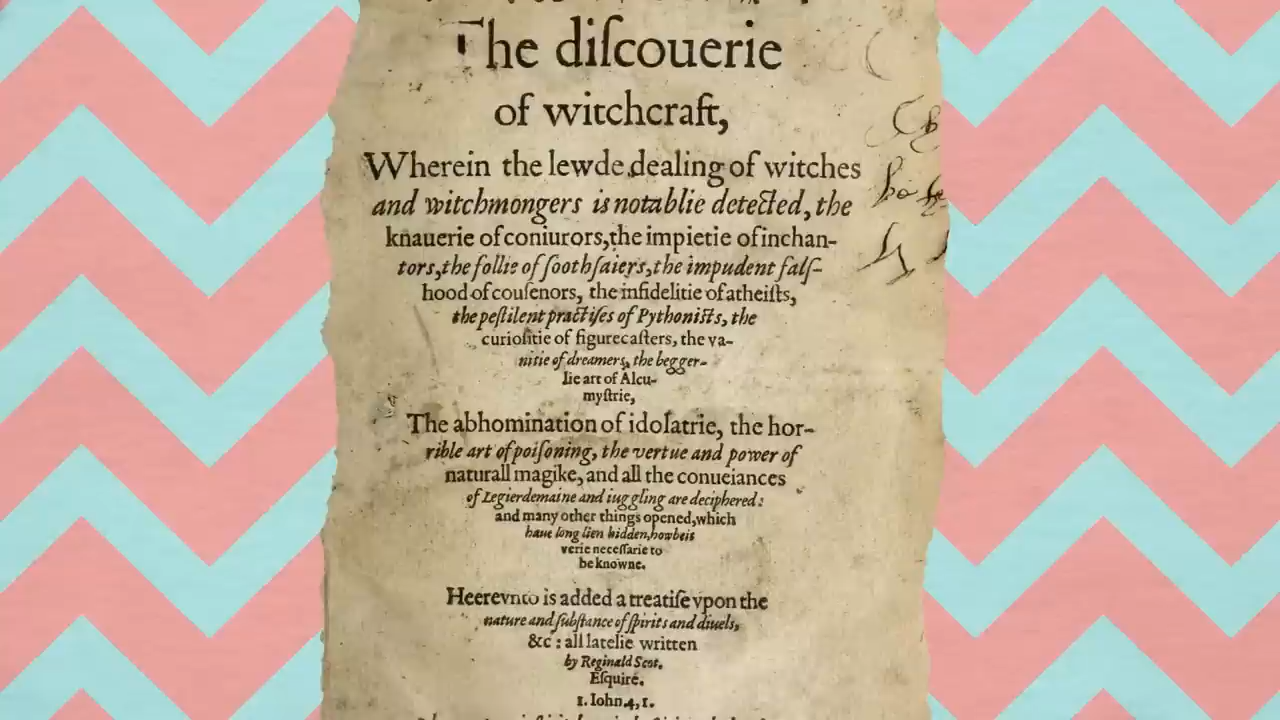 The diſcouerie
of witchcraft,
Wherein the lewde dealing of witches
and witchmongers is notablie detected, the
knauerie of coniurors, the impietie of inchan-
tors, the follie of ſoothſaiers, the impudent falſ-
hood of couſenors, the infidelitie of atheiſts,
the peſtilent practiſes of Pythoniſts, the
curioſitie of figurecaſters, the va-
nitie of dreamers, the begger-
lie art of Alcu-
myſtrie,
The abhomination of idolatrie, the hor-
rible art of poiſoning, the vertue and power of
naturall magike, and all the conueiances
of Legierdemaine and iuggling are deciphered:
and many other things opened, which
haue long lien hidden, howbeit
verie neceſſarie to
be knowne.
Heerevnto is added a treatiſe vpon the
nature and ſubſtance of ſpirits and diuels,
&c : all latelie written
by Reginald Scot,
Eſquire.
1. Iohn. 4, 1.